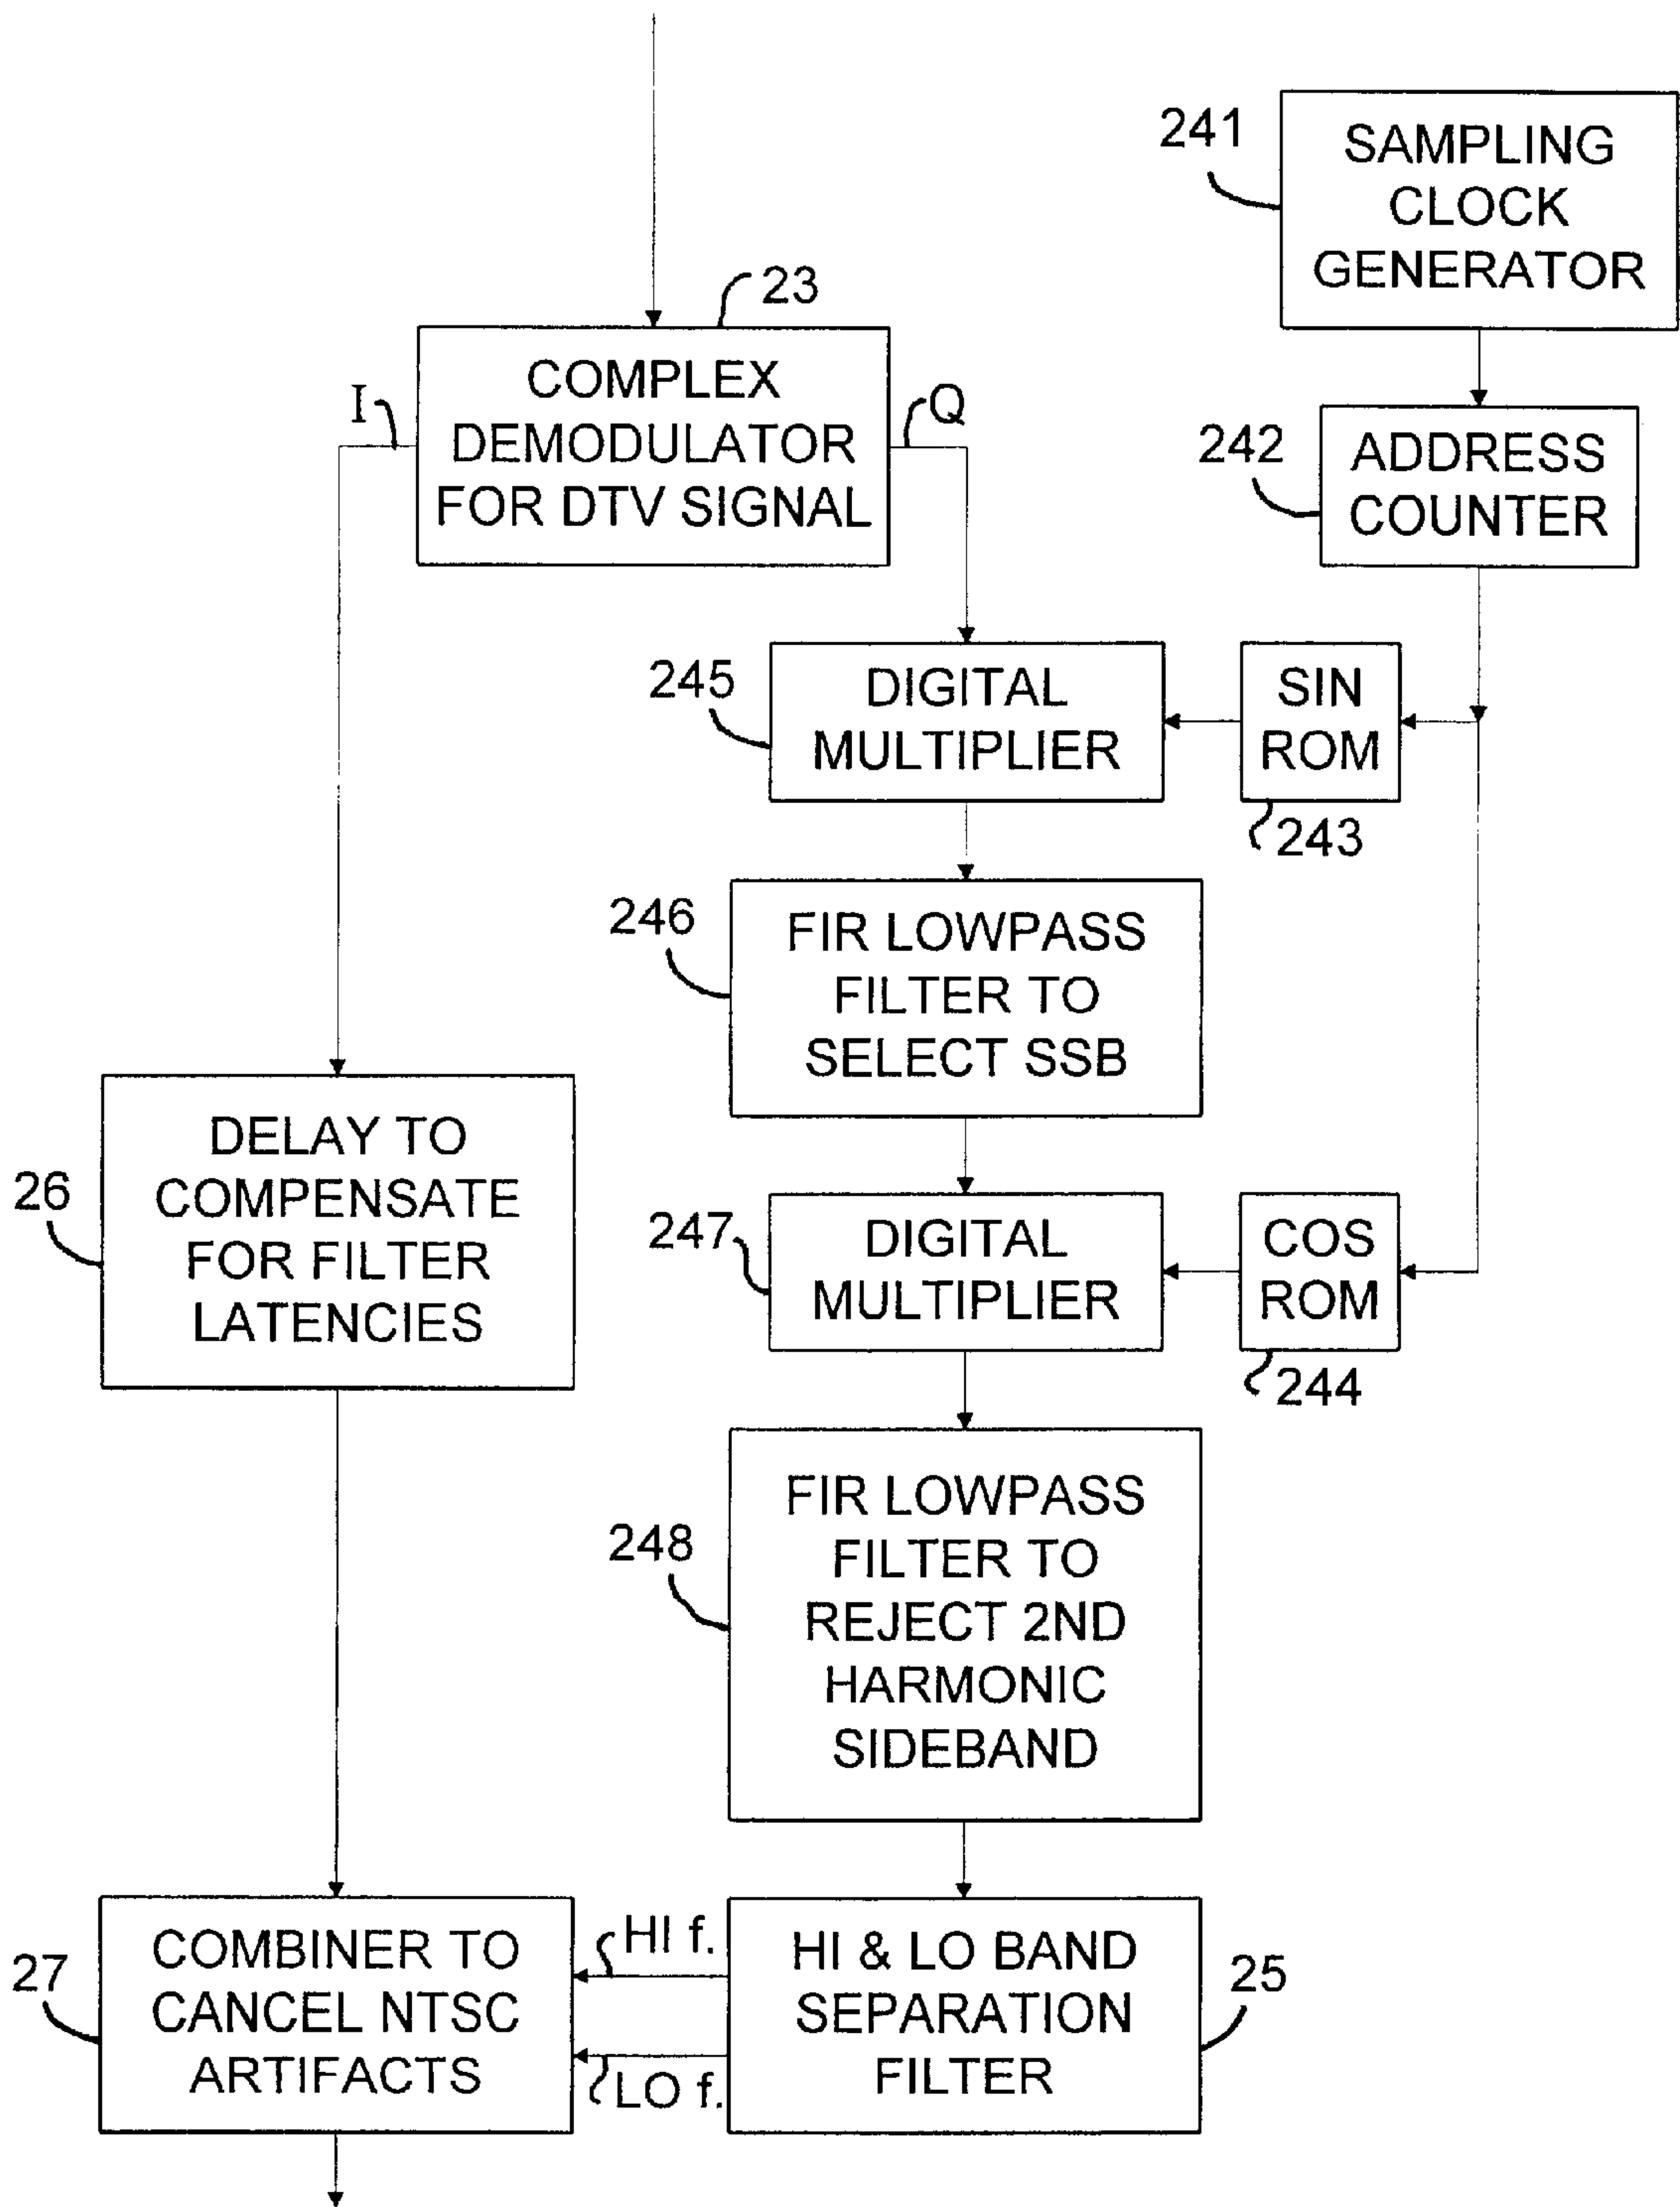 241
SAMPLING
CLOCK
GENERATOR
23
COMPLEX
DEMODULATOR
FOR DTV SIGNAL
I
Q
242
ADDRESS
COUNTER
245
DIGITAL
MULTIPLIER
SIN
ROM
243
246
FIR LOWPASS
FILTER TO
SELECT SSB
26
DELAY TO
COMPENSATE
FOR FILTER
LATENCIES
247
DIGITAL
MULTIPLIER
COS
ROM
244
248
FIR LOWPASS
FILTER TO
REJECT 2ND
HARMONIC
SIDEBAND
27
COMBINER TO
CANCEL NTSC
ARTIFACTS
HI f.
LO f.
HI & LO BAND
SEPARATION
FILTER
25